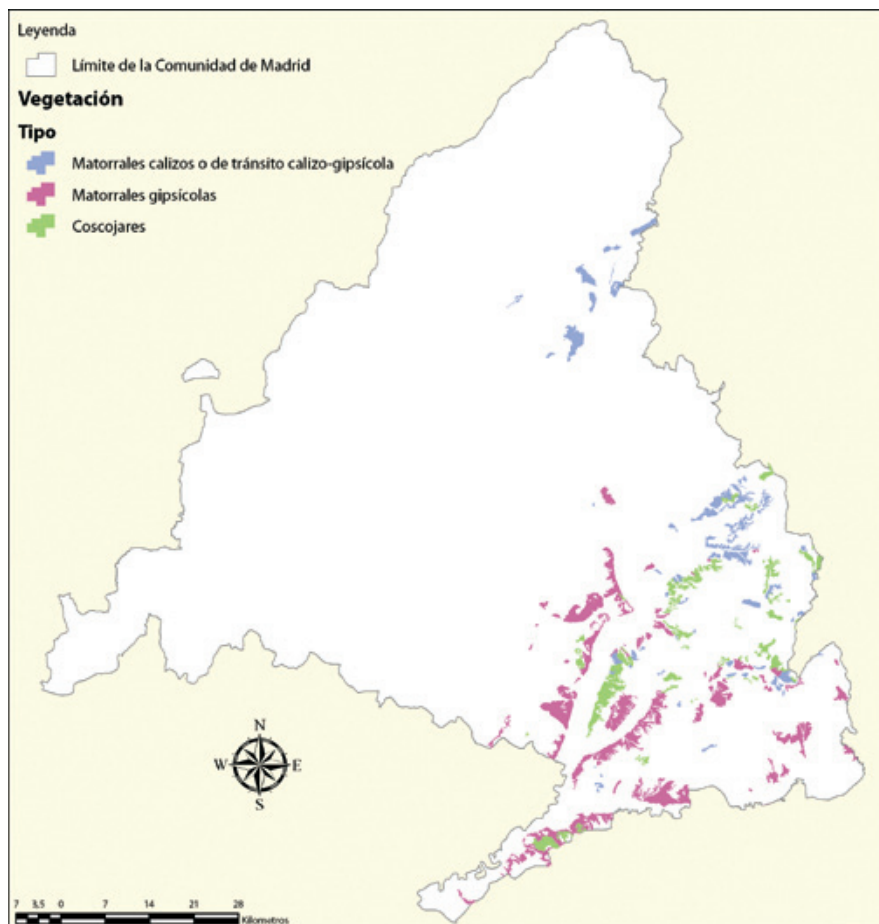 Leyenda
Límite de la Comunidad de Madrid
Vegetación
Tipo
Matorrales calizos o de tránsito calizo-gipsícola
Matorrales gipsícolas
Coscojares
N
W E
S
7 3,5 0 7 14 21 28
Kilometros